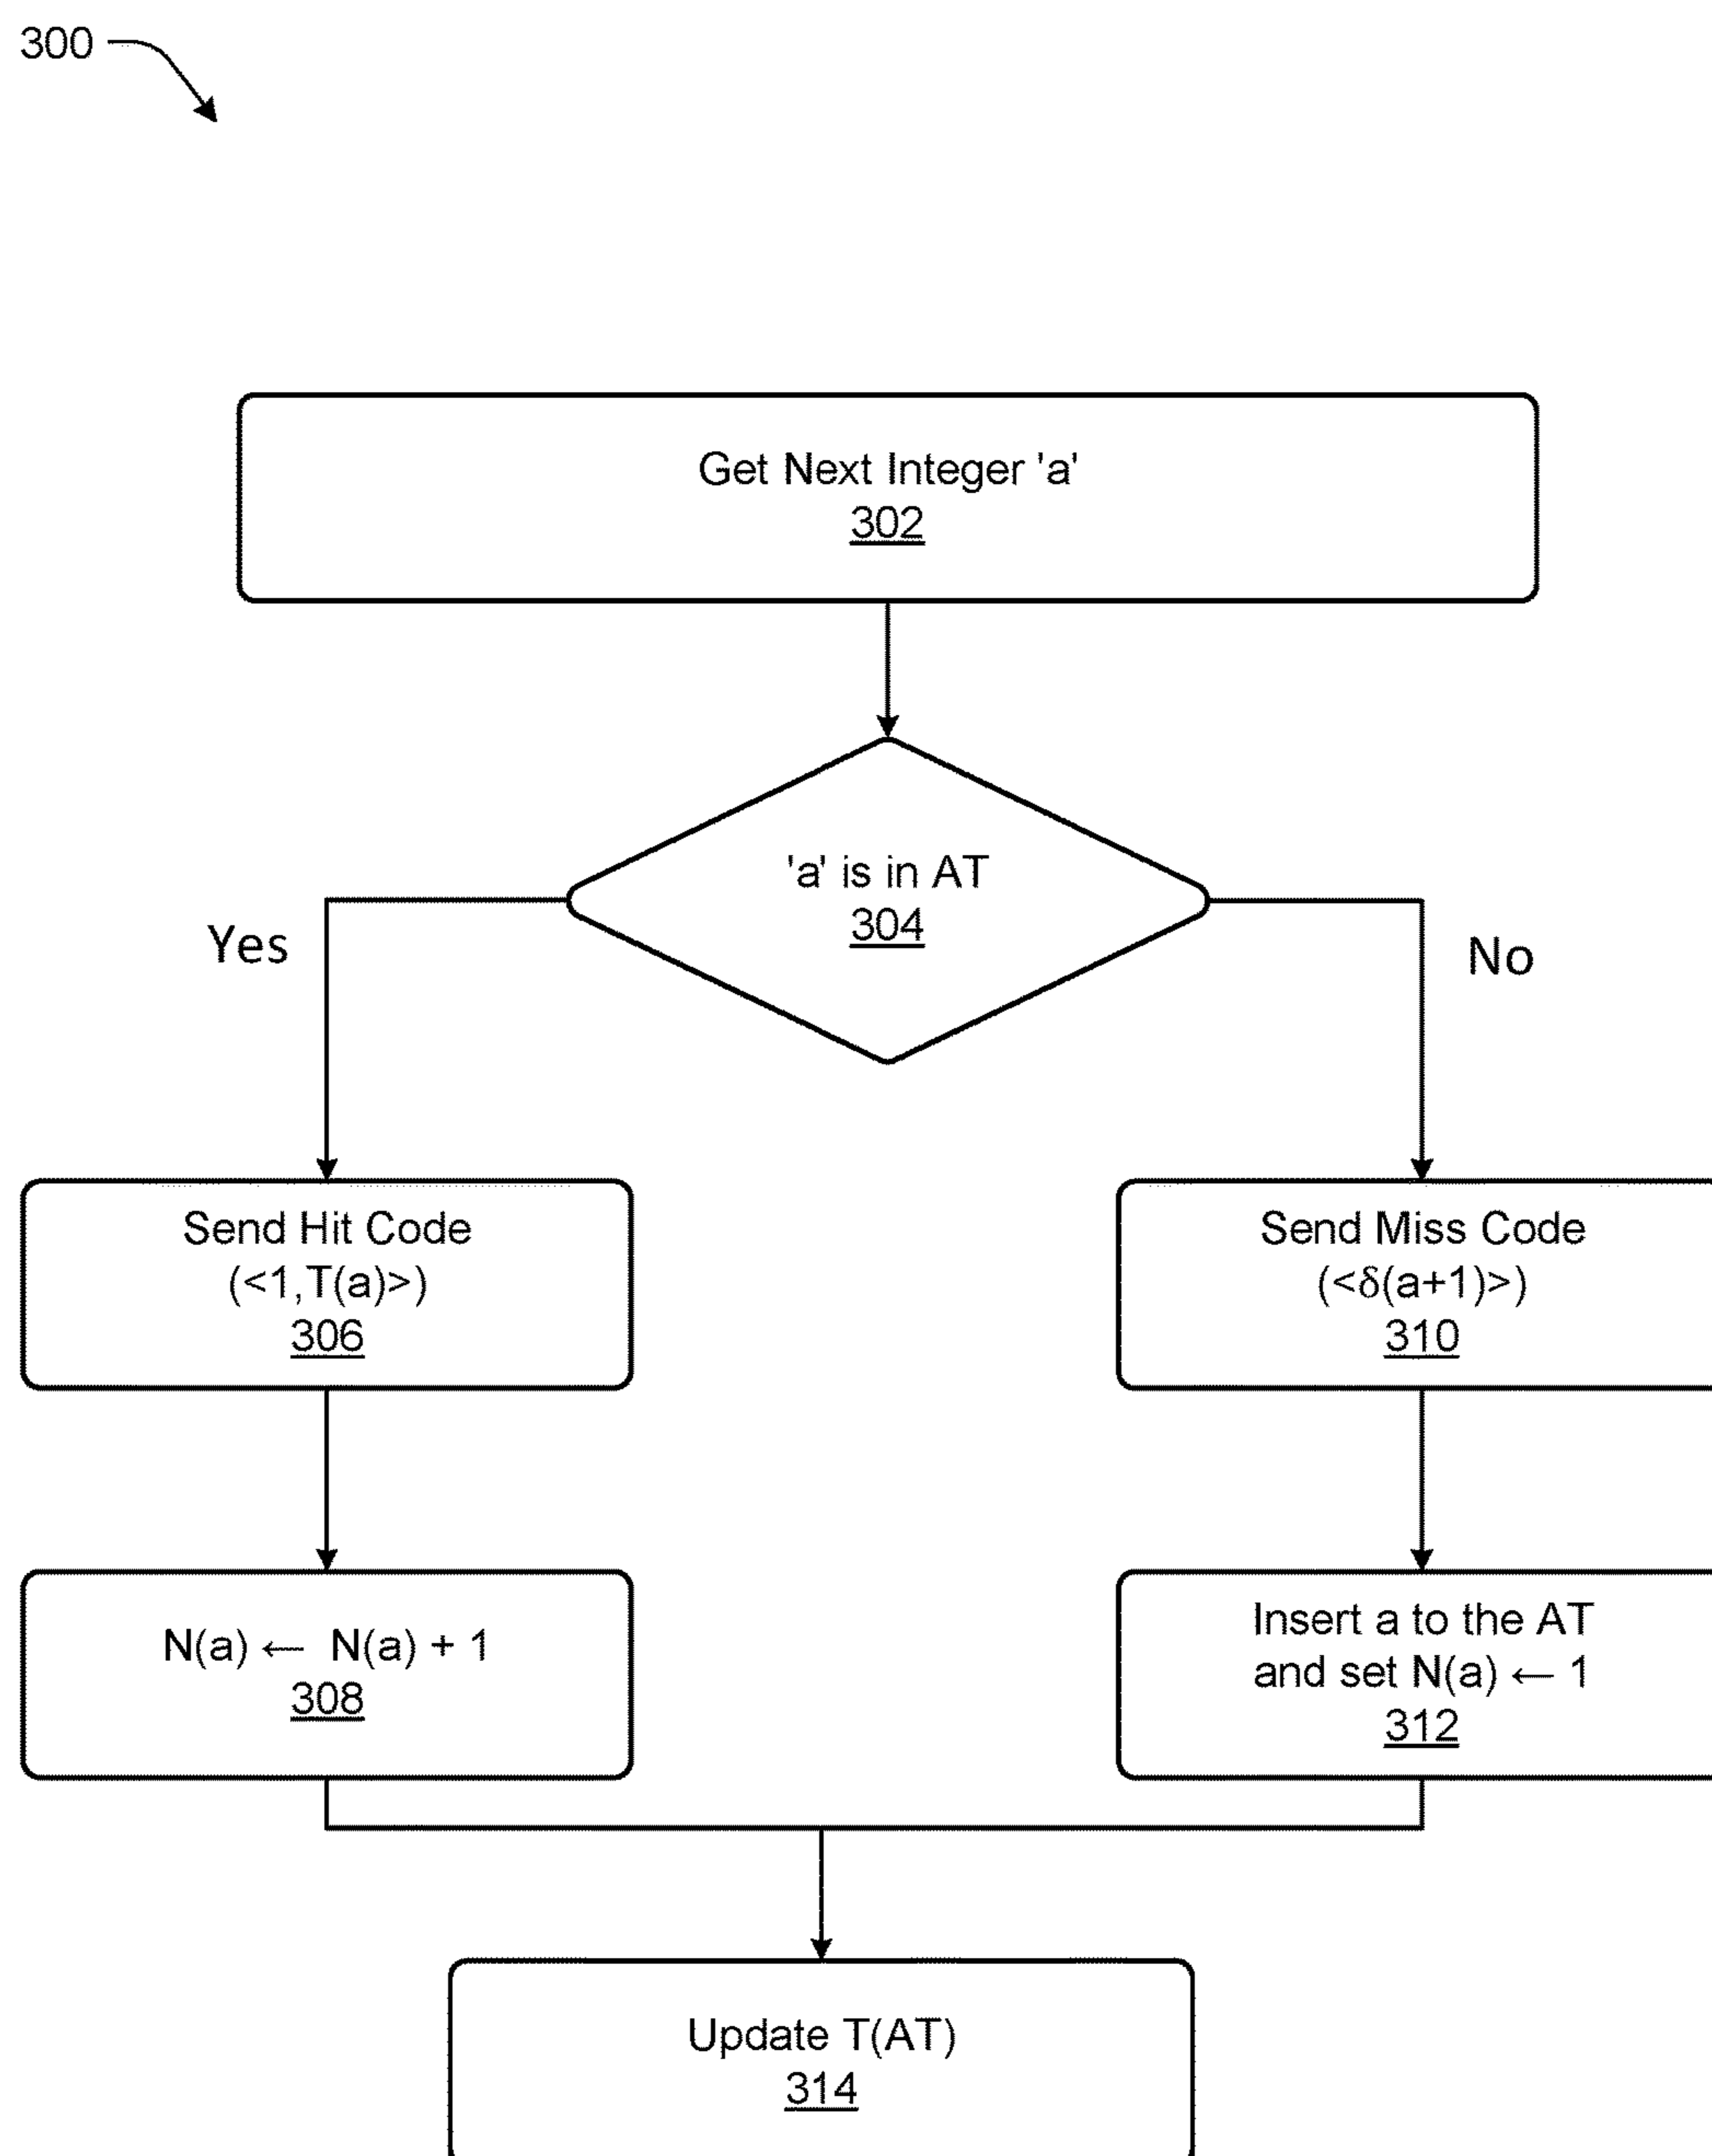 300
Get Next Integer 'a'
302
'a' is in AT
304
Yes
No
Send Hit Code
(<1,T(a)>)
306
Send Miss Code
(<δ(a+1)>)
310
N(a) ← N(a) + 1
308
Insert a to the AT
and set N(a) ← 1
312
Update T(AT)
314